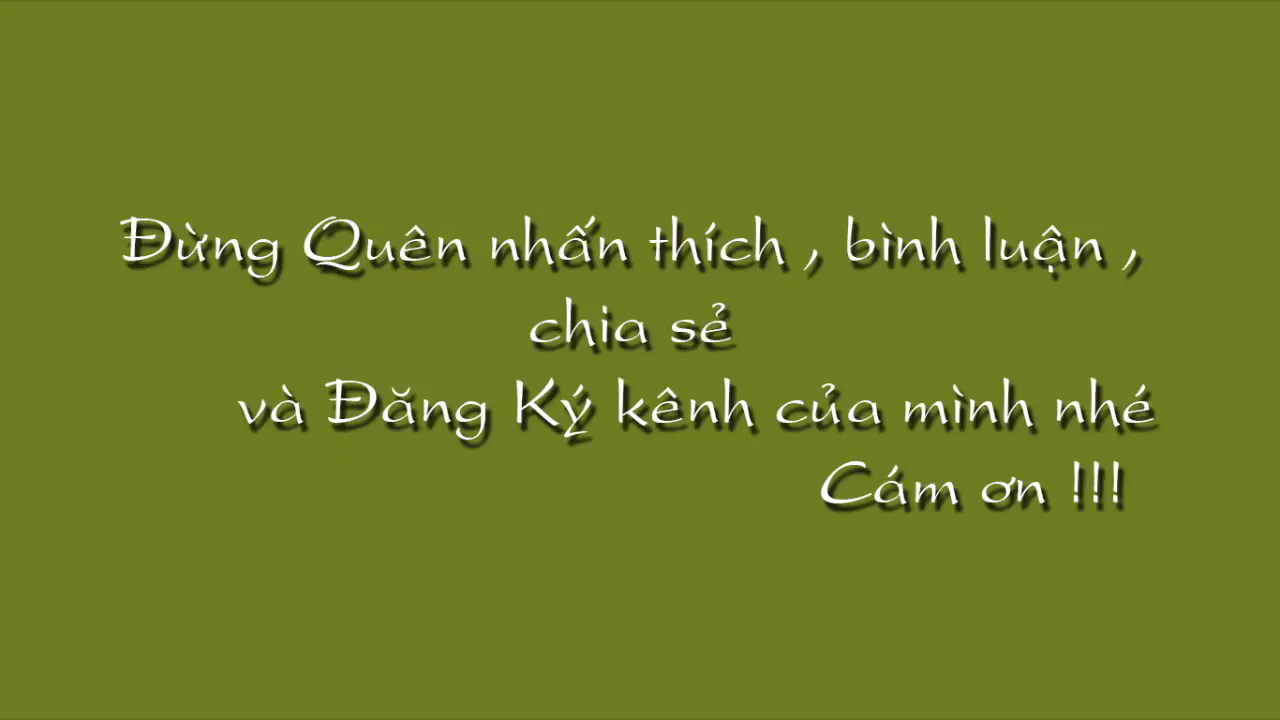 Đừng Quên nhấn thích , bình luận ,
chia sẻ
và Đăng Ký kênh của mình nhé
Cám ơn !!!